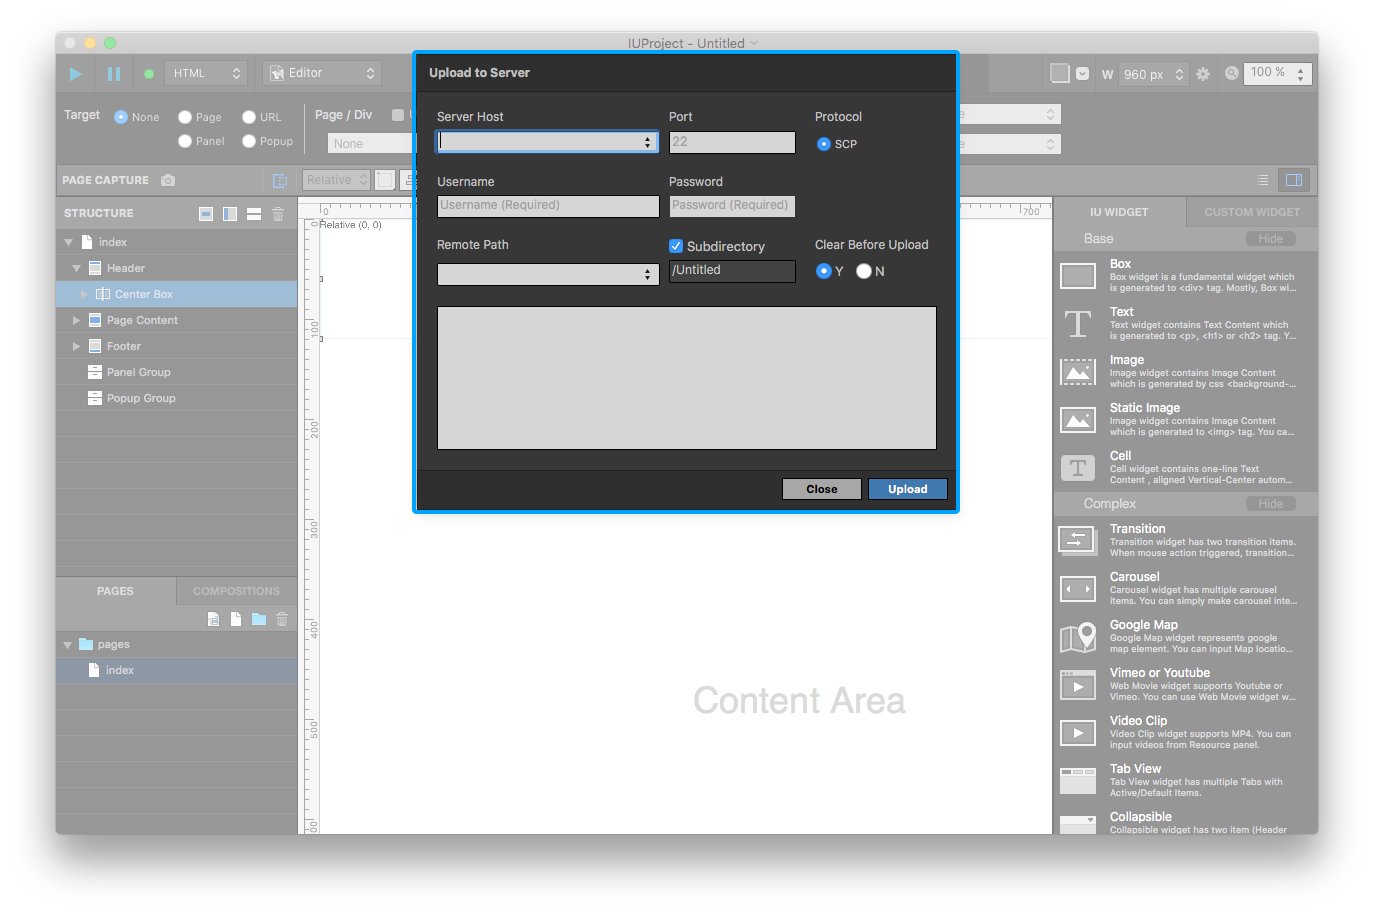 IUProject - Untitled
HTML
Editor
W 960 px
100 %
Target
None
Page
URL
Panel
Popup
Page / Div
None
PAGE CAPTURE
Relative
STRUCTURE
index
Header
Center Box
Page Content
Footer
Panel Group
Popup Group
PAGES
COMPOSITIONS
pages
index
0
700
Relative (0, 0)
0
100
200
300
400
500
Content Area
Upload to Server
Server Host
Port
Protocol
22
SCP
Username
Password
Username (Required)
Password (Required)
Remote Path
Subdirectory
Clear Before Upload
/Untitled
Y
N
Close
Upload
IU WIDGET
CUSTOM WIDGET
Base
Hide
Box
Box widget is a fundamental widget which
is generated to <div> tag. Mostly, Box wi...
Text
Text widget contains Text Content which
is generated to <p>, <h1> or <h2> tag. Y...
Image
Image widget contains Image Content
which is generated by css <background-...
Static Image
Image widget contains Image Content
which is generated to <img> tag. You ca...
Cell
Cell widget contains one-line Text
Content , aligned Vertical-Center autom...
Complex
Hide
Transition
Transition widget has two transition items.
When mouse action triggered, transition...
Carousel
Carousel widget has multiple carousel
items. You can simply make carousel inte...
Google Map
Google Map widget represents google
map element. You can input Map locatio...
Vimeo or Youtube
Web Movie widget supports Youtube or
Vimeo. You can use Web Movie widget w...
Video Clip
Video Clip widget supports MP4. You can
input videos from Resource panel.
Tab View
Tab View widget has multiple Tabs with
Active/Default Items.
Collapsible
Collapsible widget has two item (Header